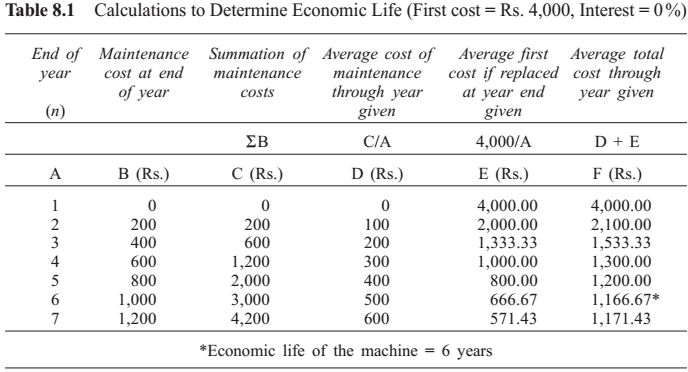 Table 8.1 Calculations to Determine Economic Life (First cost = Rs. 4,000, Interest = 0%)
End of Maintenance Summation of Average cost of Average first Average total
year cost at end maintenance maintenance cost if replaced cost through
of year costs through year at year end year given
(n) given given
ΣB C/A 4,000/A D + E
A B (Rs.) C (Rs.) D (Rs.) E (Rs.) F (Rs.)
1 0 0 0 4,000.00 4,000.00
2 200 200 100 2,000.00 2,100.00
3 400 600 200 1,333.33 1,533.33
4 600 1,200 300 1,000.00 1,300.00
5 800 2,000 400 800.00 1,200.00
6 1,000 3,000 500 666.67 1,166.67*
7 1,200 4,200 600 571.43 1,171.43
*Economic life of the machine = 6 years